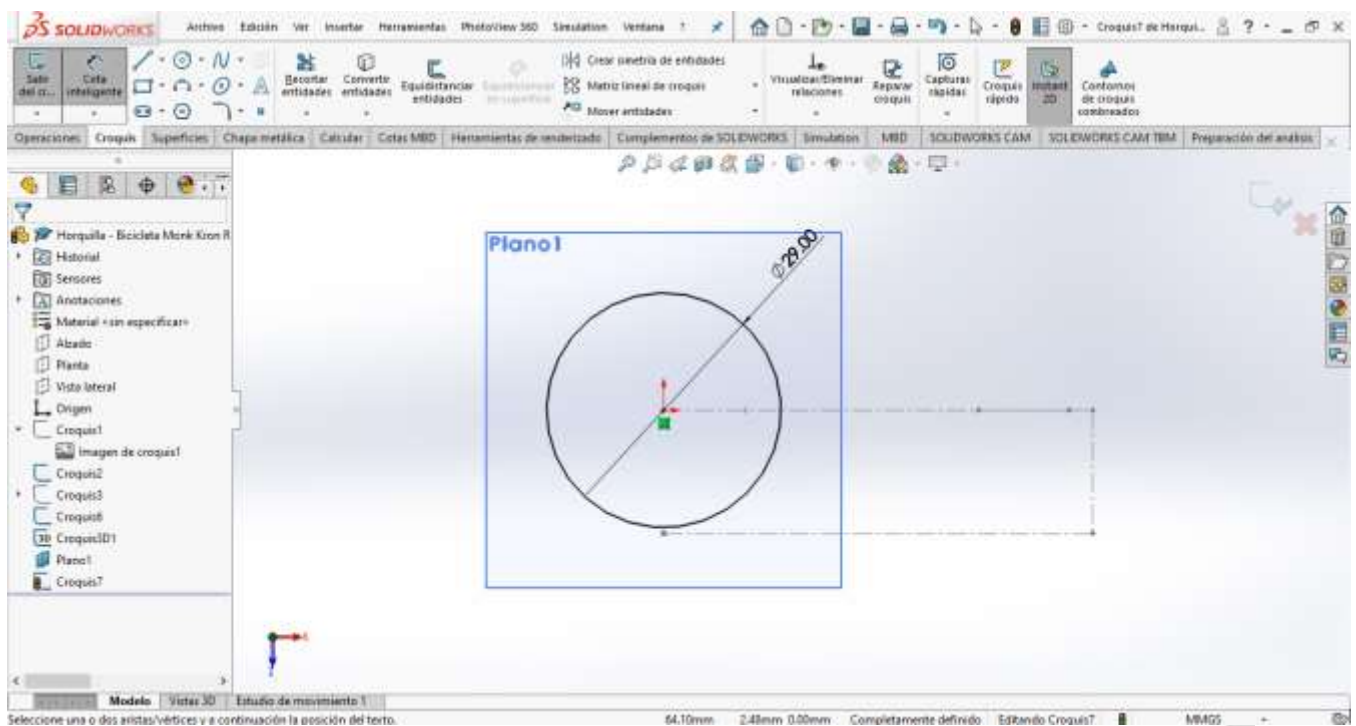 SOLIDWORKS Archivo Edición Ver Insertar Herramientas PhotoView 360 Simulation Ventana ? Croquis7 de Horqui...
Salir del cr...
Cota inteligente
Recortar entidades
Convertir entidades
Equidistanciar entidades
Crear simetría de entidades
Matriz lineal de croquis
Mover entidades
Visualizar/Eliminar relaciones
Reparar croquis
Capturas rápidas
Croquis rápido
Instant 2D
Contornos de croquis combreados
Operaciones Croquis Superficies Chapa metálica Calcular Cotas MBD Herramientas de renderizado Complementos de SOLIDWORKS Simulation MBD SOLIDWORKS CAM SOLIDWORKS CAM TBM Preparación del análisis
Horquilla - Bicicleta Monk Kron R
Historial
Sensores
Anotaciones
Material <sin especificar>
Alzado
Planta
Vista lateral
Origen
Croquis1
Imagen de croquis1
Croquis2
Croquis3
Croquis6
3D Croquis3D1
Plano1
Croquis7
Plano1
Ø29.00
X
Z
Modelo Vistas 3D Estudio de movimiento 1
Seleccione una o dos aristas/vértices y a continuación la posición del texto. 64.10mm 2.48mm 0.00mm Completamente definido Editando Croquis7 MMGS